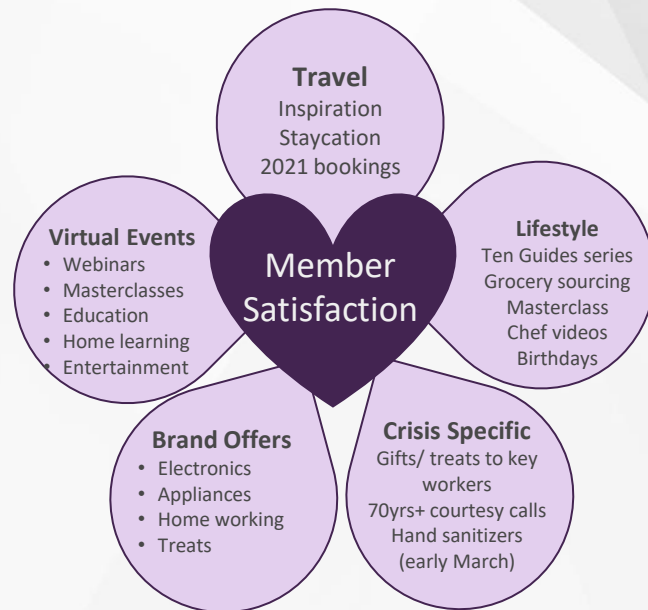 Travel
Inspiration
Staycation
2021 bookings
Virtual Events
• Webinars
• Masterclasses
• Education
• Home learning
• Entertainment
Member
Satisfaction
Lifestyle
Ten Guides series
Grocery sourcing
Masterclass
Chef videos
Birthdays
Brand Offers
• Electronics
• Appliances
• Home working
• Treats
Crisis Specific
Gifts/ treats to key
workers
70yrs+ courtesy calls
Hand sanitizers
(early March)